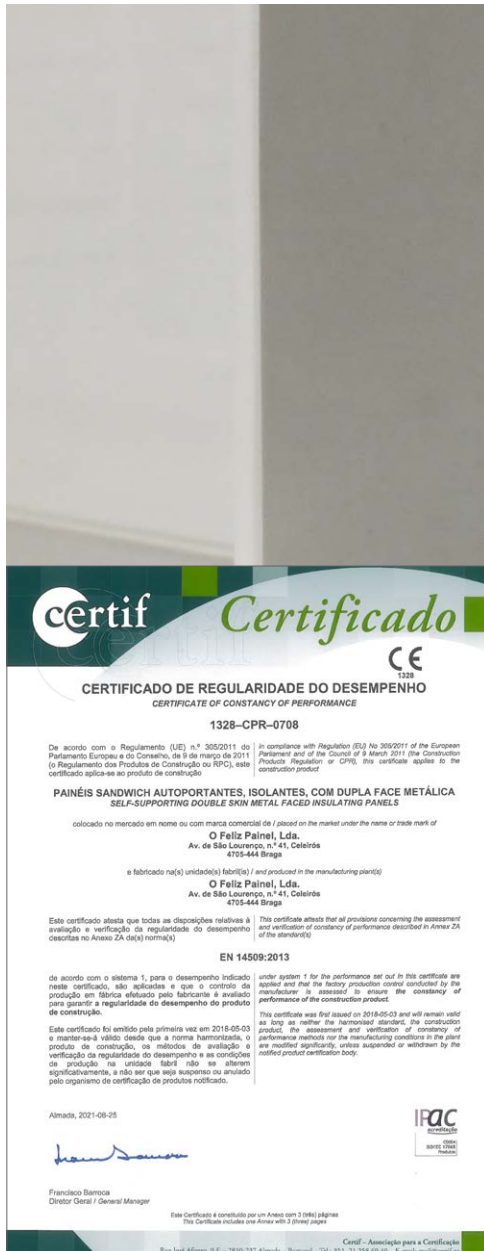 certif
Certificado
CE
1328
CERTIFICADO DE REGULARIDADE DO DESEMPENHO
CERTIFICATE OF CONSTANCY OF PERFORMANCE
1328–CPR–0708
De acordo com o Regulamento (UE) n.º 305/2011 do
Parlamento Europeu e do Conselho, de 9 de março de 2011
(o Regulamento dos Produtos de Construção ou RPC), este
certificado aplica-se ao produto de construção
In compliance with Regulation (EU) No 305/2011 of the European
Parliament and of the Council of 9 March 2011 (the Construction
Products Regulation or CPR), this certificate applies to the
construction product
PAINÉIS SANDWICH AUTOPORTANTES, ISOLANTES, COM DUPLA FACE METÁLICA
SELF-SUPPORTING DOUBLE SKIN METAL FACED INSULATING PANELS
colocado no mercado em nome ou com marca comercial de / placed on the market under the name or trade mark of
O Feliz Painel, Lda.
Av. de São Lourenço, n.º 41, Celeirós
4705-444 Braga
e fabricado na(s) unidade(s) fabril(is) / and produced in the manufacturing plant(s)
O Feliz Painel, Lda.
Av. de São Lourenço, n.º 41, Celeirós
4705-444 Braga
Este certificado atesta que todas as disposições relativas à
avaliação e verificação da regularidade do desempenho
descritas no Anexo ZA da(s) norma(s)
This certificate attests that all provisions concerning the assessment
and verification of constancy of performance described in Annex ZA
of the standard(s)
EN 14509:2013
de acordo com o sistema 1, para o desempenho indicado
neste certificado, são aplicadas e que o controlo da
produção em fábrica efetuado pelo fabricante é avaliado
para garantir a regularidade do desempenho do produto
de construção.
Este certificado foi emitido pela primeira vez em 2018-05-03
e manter-se-á válido desde que a norma harmonizada, o
produto de construção, os métodos de avaliação e
verificação da regularidade do desempenho e as condições
de produção na unidade fabril não se alterem
significativamente, a não ser que seja suspenso ou anulado
pelo organismo de certificação de produtos notificado.
under system 1 for the performance set out in this certificate are
applied and that the factory production control conducted by the
manufacturer is assessed to ensure the constancy of
performance of the construction product.
This certificate was first issued on 2018-05-03 and will remain valid
as long as neither the harmonised standard, the construction
product, the assessment and verification of constancy of
performance methods nor the manufacturing conditions in the plant
are modified significantly, unless suspended or withdrawn by the
notified product certification body.
Almada, 2021-08-25
IPAC
acreditação
Produtos
Francisco Barroca
Diretor Geral / General Manager
Este Certificado é constituído por um Anexo com 3 (três) páginas
This Certificate includes one Annex with 3 (three) pages
Certif – Associação para a Certificação